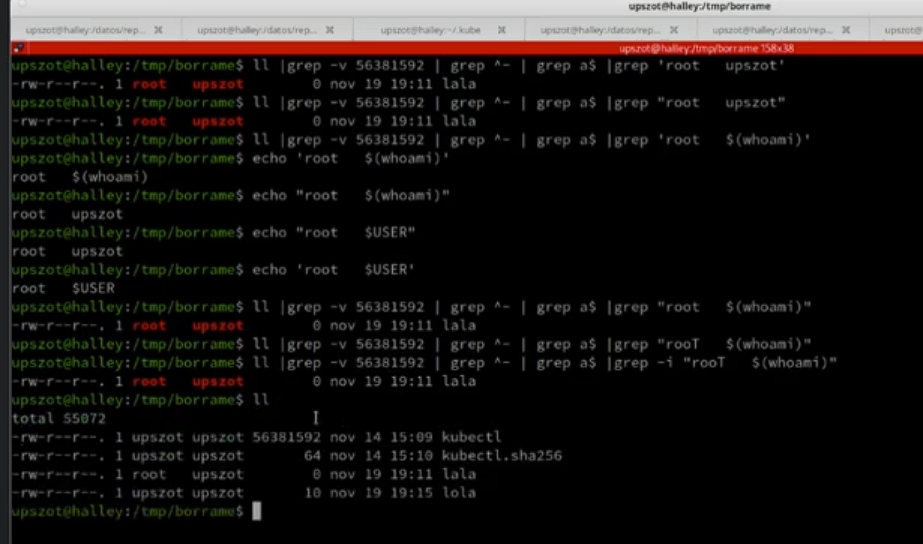 upszot@halley:/tmp/borrame
upszot@halley:/datos/rep... upszot@halley:/datos/rep... upszot@halley:~/.kube upszot@halley:/datos/rep... upszot@halley:/datos/rep... upszot@
upszot@halley:/tmp/borrame 158x38
upszot@halley:/tmp/borrame$ ll |grep -v 56381592 | grep ^- | grep a$ |grep 'root   upszot'
-rw-r--r--. 1 root   upszot        0 nov 19 19:11 lala
upszot@halley:/tmp/borrame$ ll |grep -v 56381592 | grep ^- | grep a$ |grep "root   upszot"
-rw-r--r--. 1 root   upszot        0 nov 19 19:11 lala
upszot@halley:/tmp/borrame$ ll |grep -v 56381592 | grep ^- | grep a$ |grep 'root   $(whoami)'
upszot@halley:/tmp/borrame$ echo 'root   $(whoami)'
root   $(whoami)
upszot@halley:/tmp/borrame$ echo "root   $(whoami)"
root   upszot
upszot@halley:/tmp/borrame$ echo "root   $USER"
root   upszot
upszot@halley:/tmp/borrame$ echo 'root   $USER'
root   $USER
upszot@halley:/tmp/borrame$ ll |grep -v 56381592 | grep ^- | grep a$ |grep "root   $(whoami)"
-rw-r--r--. 1 root   upszot        0 nov 19 19:11 lala
upszot@halley:/tmp/borrame$ ll |grep -v 56381592 | grep ^- | grep a$ |grep "rooT   $(whoami)"
upszot@halley:/tmp/borrame$ ll |grep -v 56381592 | grep ^- | grep a$ |grep -i "rooT   $(whoami)"
-rw-r--r--. 1 root   upszot        0 nov 19 19:11 lala
upszot@halley:/tmp/borrame$ ll
total 55072
-rw-r--r--. 1 upszot upszot 56381592 nov 14 15:09 kubectl
-rw-r--r--. 1 upszot upszot       64 nov 14 15:10 kubectl.sha256
-rw-r--r--. 1 root   upszot        0 nov 19 19:11 lala
-rw-r--r--. 1 upszot upszot       10 nov 19 19:15 lola
upszot@halley:/tmp/borrame$